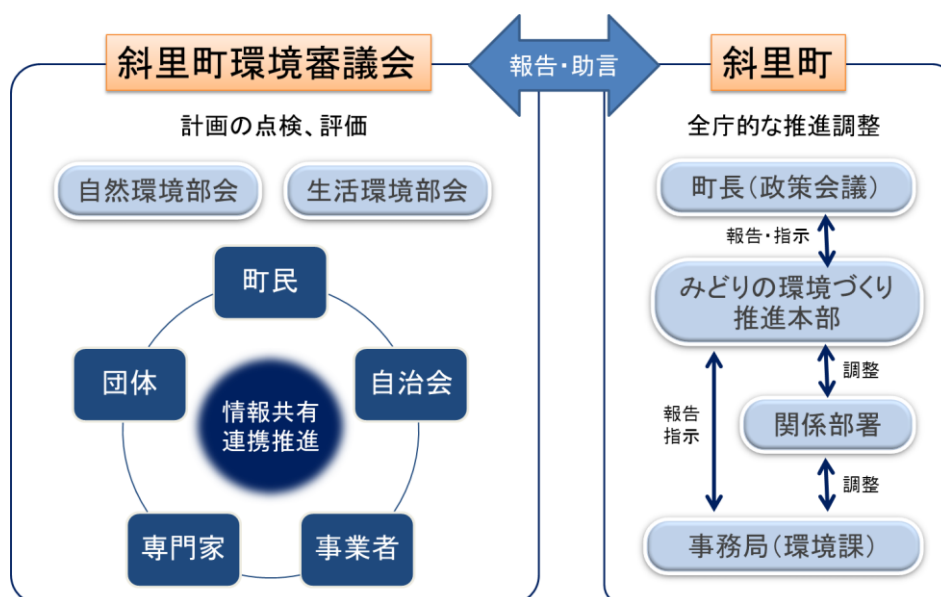 斜里町環境審議会
報告・助言
斜里町
計画の点検、評価
自然環境部会
生活環境部会
町民
団体
自治会
情報共有
連携推進
専門家
事業者
全庁的な推進調整
町長(政策会議)
報告・指示
みどりの環境づくり
推進本部
調整
報告
指示
関係部署
調整
事務局(環境課)